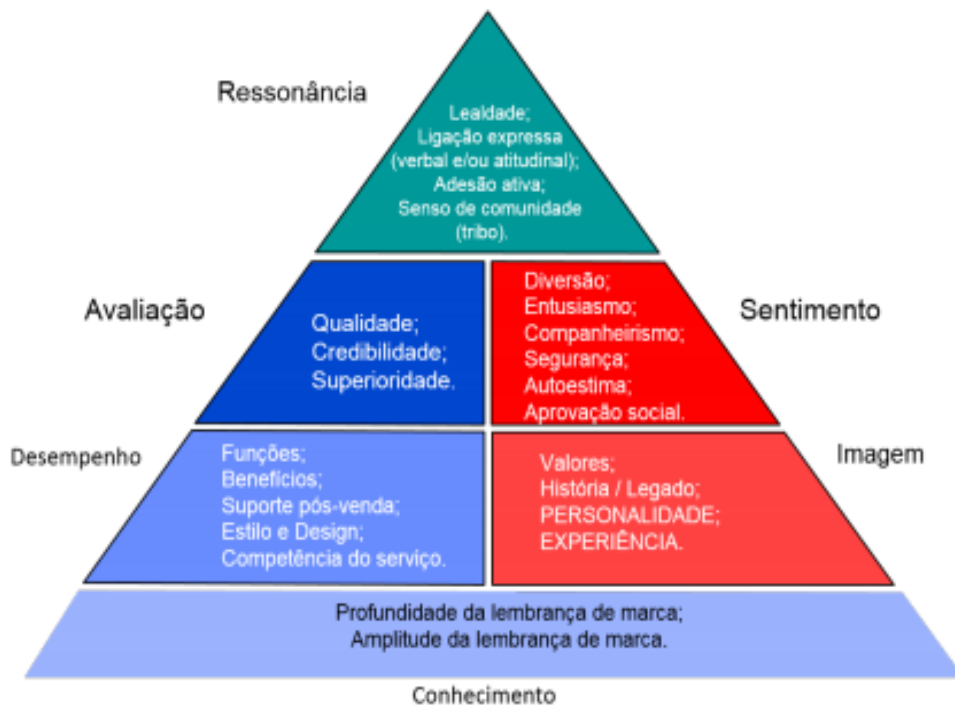 Ressonância
Lealdade;
Ligação expressa
(verbal e/ou atitudinal);
Adesão ativa;
Senso de comunidade
(tribo).
Avaliação
Qualidade;
Credibilidade;
Superioridade.
Diversão;
Entusiasmo;
Companheirismo;
Segurança;
Autoestima;
Aprovação social.
Sentimento
Desempenho
Funções;
Benefícios;
Suporte pós-venda;
Estilo e Design;
Competência do serviço.
Valores;
História / Legado;
PERSONALIDADE;
EXPERIÊNCIA.
Imagem
Profundidade da lembrança de marca;
Amplitude da lembrança de marca.
Conhecimento